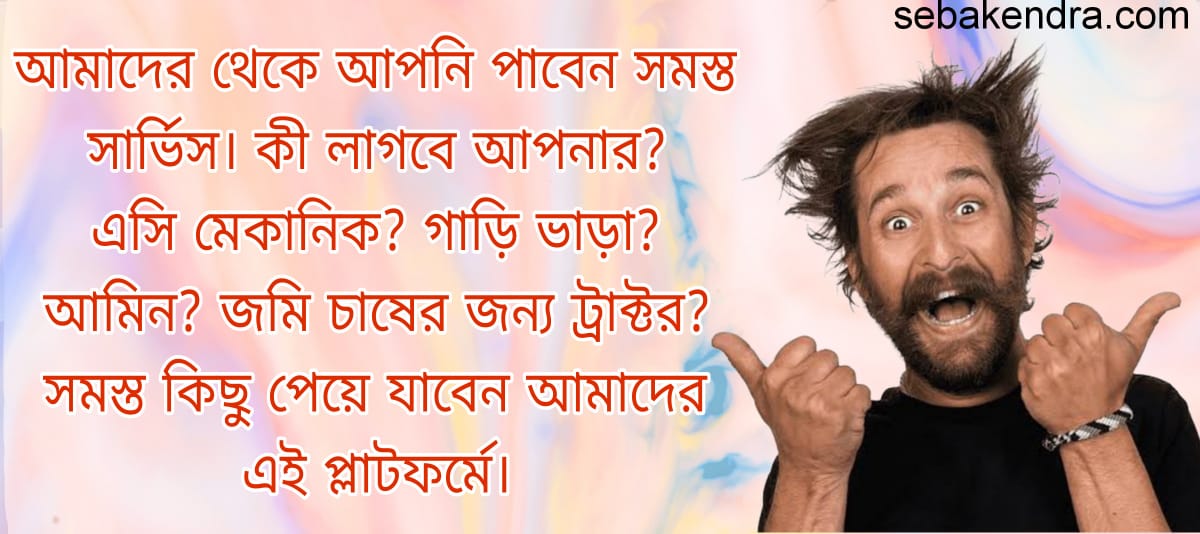 sebakendra.com
আমাদের থেকে আপনি পাবেন সমস্ত
সার্ভিস। কী লাগবে আপনার?
এসি মেকানিক? গাড়ি ভাড়া?
আমিন? জমি চাষের জন্য ট্রাক্টর?
সমস্ত কিছু পেয়ে যাবেন আমাদের
এই প্লাটফর্মে।